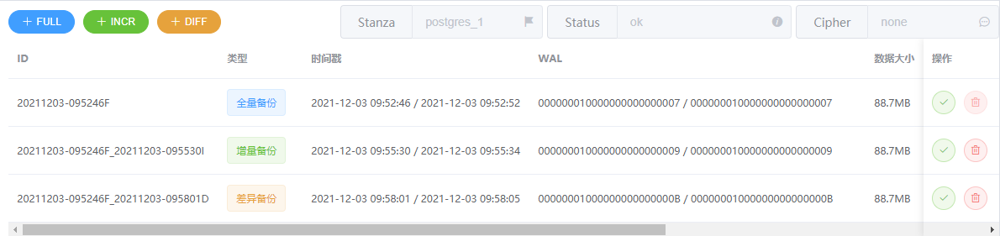 + FULL + INCR + DIFF Stanza postgres_1 Status ok Cipher none
ID 类型 时间戳 WAL 数据大小 操作
20211203-095246F 全量备份 2021-12-03 09:52:46 / 2021-12-03 09:52:52 000000010000000000000007 / 000000010000000000000007 88.7MB
20211203-095246F_20211203-095530I 增量备份 2021-12-03 09:55:30 / 2021-12-03 09:55:34 000000010000000000000009 / 000000010000000000000009 88.7MB
20211203-095246F_20211203-095801D 差异备份 2021-12-03 09:58:01 / 2021-12-03 09:58:05 00000001000000000000000B / 00000001000000000000000B 88.7MB